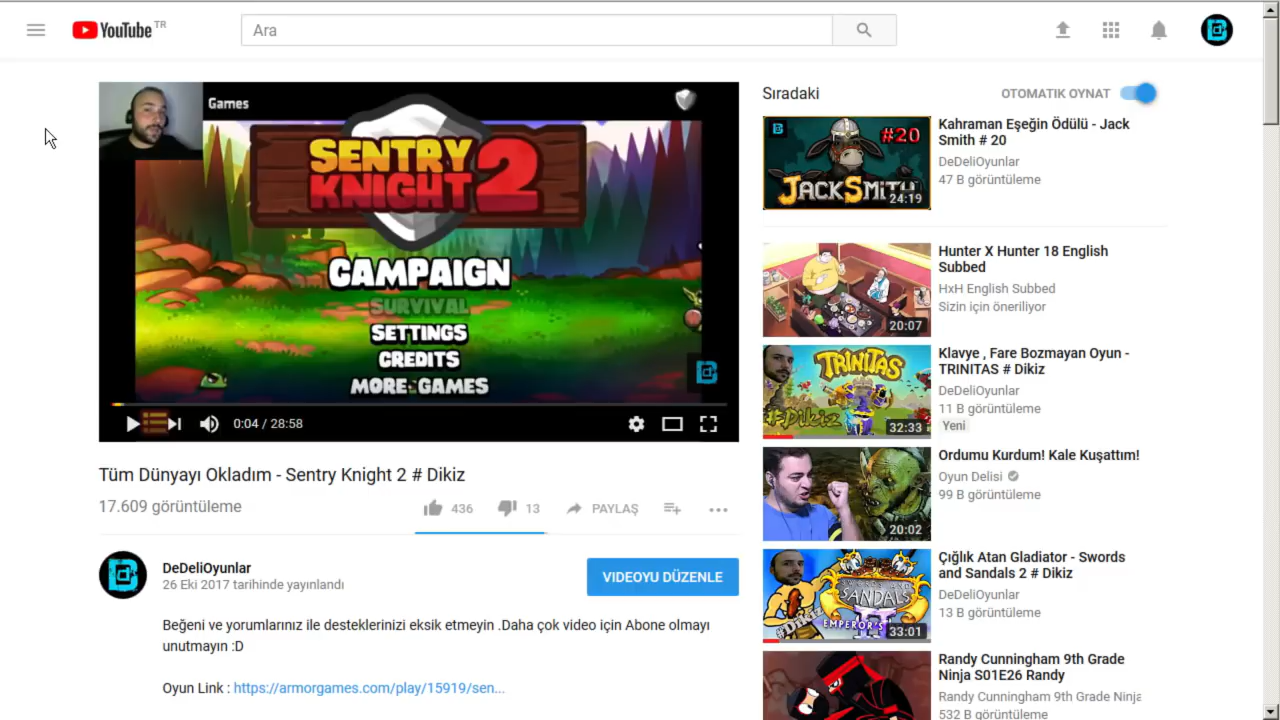 YouTube TR
Ara
Games
SENTRY
KNIGHT 2
CAMPAIGN
SURVIVAL
SETTINGS
CREDITS
MORE GAMES
0:04 / 28:58
Tüm Dünyayı Okladım - Sentry Knight 2 # Dikiz
17.609 görüntüleme
436
13
PAYLAŞ
DeDeliOyunlar
26 Eki 2017 tarihinde yayınlandı
VIDEOYU DÜZENLE
Beğeni ve yorumlarınız ile desteklerinizi eksik etmeyin .Daha çok video için Abone olmayı
unutmayın :D
Oyun Link : https://armorgames.com/play/15919/sen...
Sıradaki
OTOMATIK OYNAT
#20
JACKSMITH
24:19
Kahraman Eşeğin Ödülü - Jack
Smith # 20
DeDeliOyunlar
47 B görüntüleme
20:07
Hunter X Hunter 18 English
Subbed
HxH English Subbed
Sizin için öneriliyor
TRINITAS
#Dikiz
32:33
Klavye , Fare Bozmayan Oyun -
TRINITAS # Dikiz
DeDeliOyunlar
11 B görüntüleme
Yeni
20:02
Ordumu Kurdum! Kale Kuşattım!
Oyun Delisi
99 B görüntüleme
SWORDS AND
SANDALS
EMPEROR'S
#DİKİZ
33:01
Çığlık Atan Gladiator - Swords
and Sandals 2 # Dikiz
DeDeliOyunlar
13 B görüntüleme
Randy Cunningham 9th Grade
Ninja S01E26 Randy
Randy Cunningham 9th Grade Ninja
532 B görüntüleme